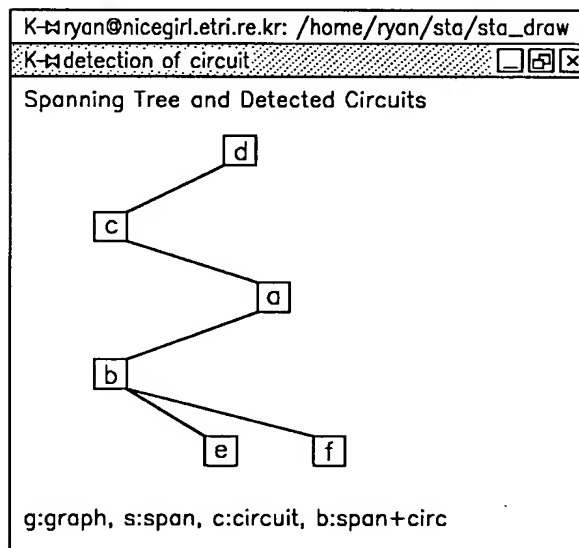 K ryan@nicegirl.etri.re.kr: /home/ryan/sta/sta_draw
K detection of circuit
Spanning Tree and Detected Circuits
d
c
a
b
e
f
g:graph, s:span, c:circuit, b:span+circ